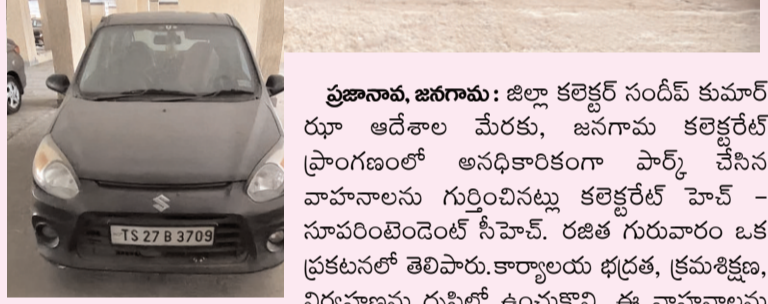 TS 27 B 3709
ప్రజానావ, జనగామ: జిల్లా కలెక్టర్ సందీప్ కుమార్
ఝా ఆదేశాల మేరకు, జనగామ కలెక్టరేట్
ప్రాంగణంలో అనధికారికంగా పార్క్ చేసిన
వాహనాలను గుర్తించినట్లు కలెక్టరేట్ హెచ్ –
సూపరింటెండెంట్ సీహెచ్. రజిత గురువారం ఒక
ప్రకటనలో తెలిపారు.కార్యాలయ భద్రత, క్రమశిక్షణ,